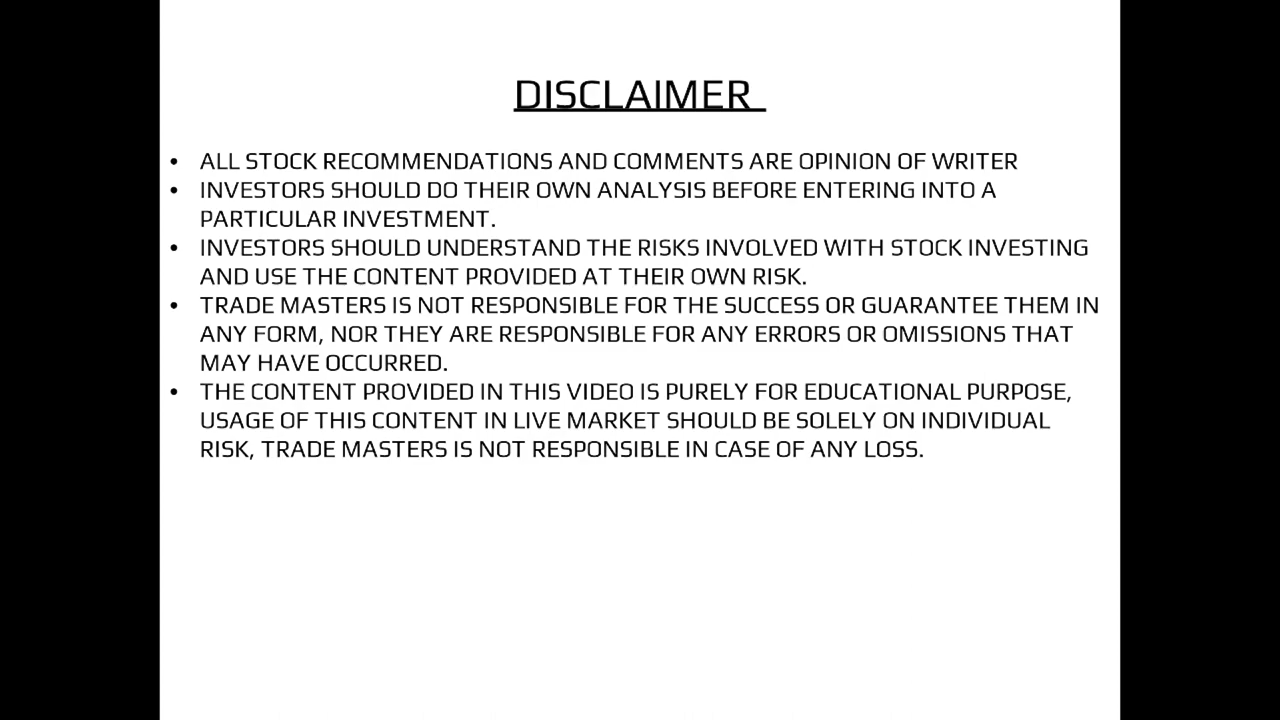 DISCLAIMER
• ALL STOCK RECOMMENDATIONS AND COMMENTS ARE OPINION OF WRITER
• INVESTORS SHOULD DO THEIR OWN ANALYSIS BEFORE ENTERING INTO A
PARTICULAR INVESTMENT.
• INVESTORS SHOULD UNDERSTAND THE RISKS INVOLVED WITH STOCK INVESTING
AND USE THE CONTENT PROVIDED AT THEIR OWN RISK.
• TRADE MASTERS IS NOT RESPONSIBLE FOR THE SUCCESS OR GUARANTEE THEM IN
ANY FORM, NOR THEY ARE RESPONSIBLE FOR ANY ERRORS OR OMISSIONS THAT
MAY HAVE OCCURRED.
• THE CONTENT PROVIDED IN THIS VIDEO IS PURELY FOR EDUCATIONAL PURPOSE,
USAGE OF THIS CONTENT IN LIVE MARKET SHOULD BE SOLELY ON INDIVIDUAL
RISK, TRADE MASTERS IS NOT RESPONSIBLE IN CASE OF ANY LOSS.